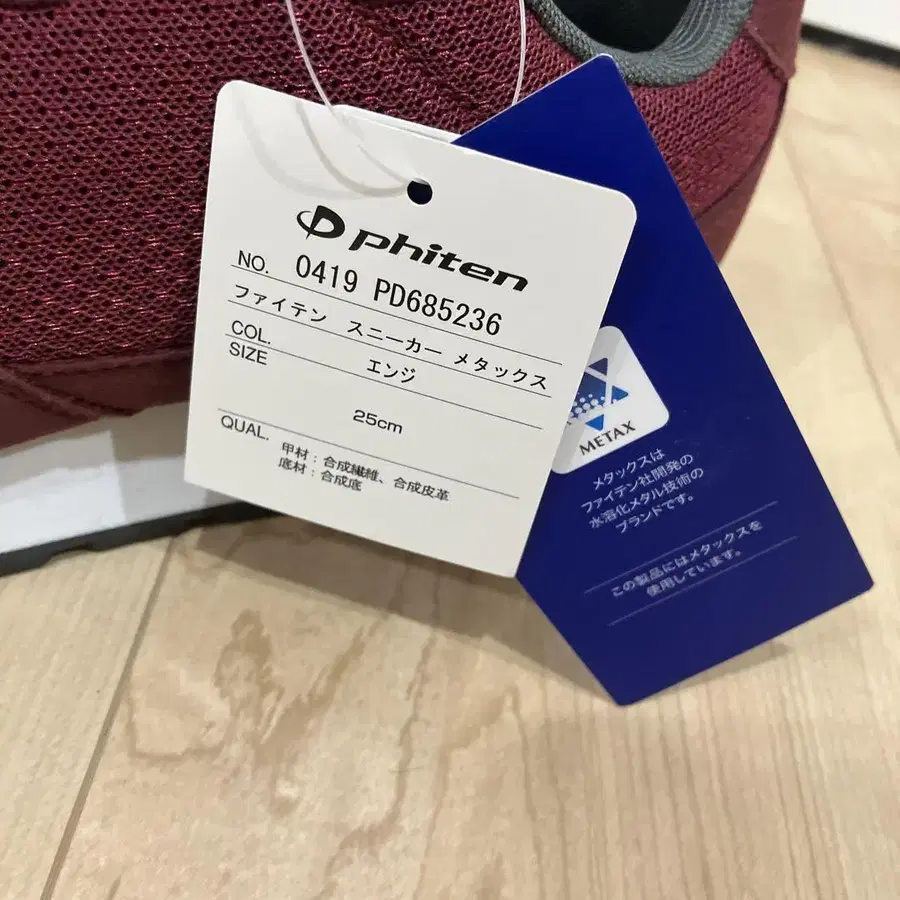 phiten
NO. 0419 PD685236
ファイテン スニーカー メタックス
COL. エンジ
SIZE 25cm
QUAL. 甲材：合成繊維、合成皮革
底材：合成底
METAX
メタックスは
ファイテン社開発の
水溶化メタル技術の
ブランドです。
この製品にはメタックスを
使用しています。